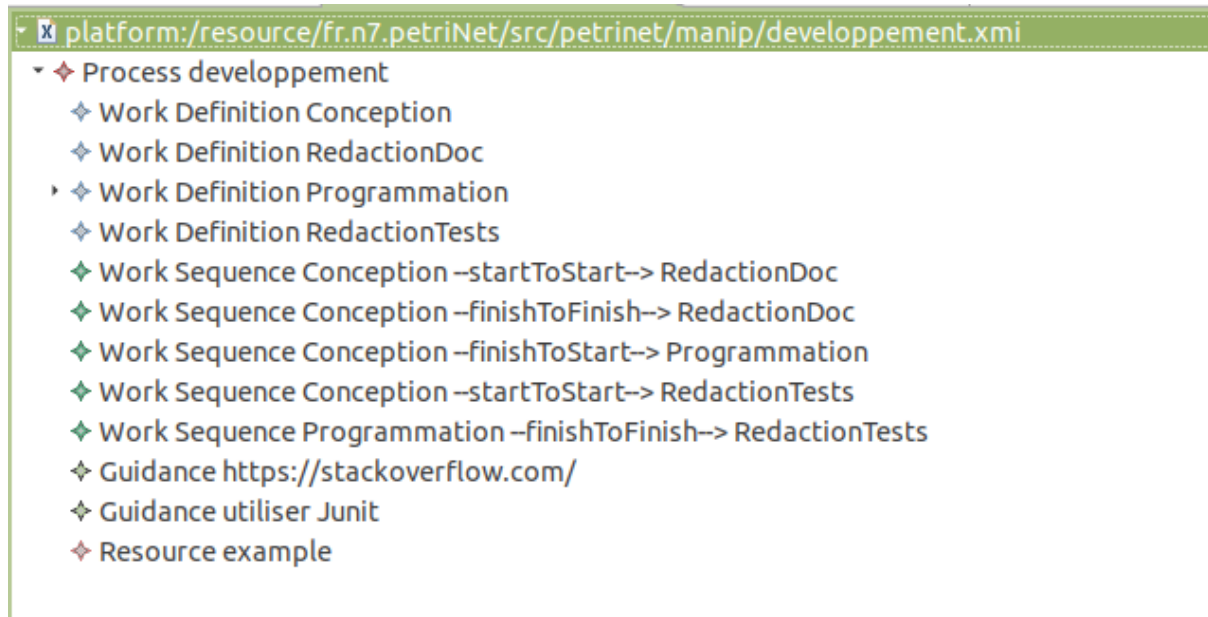 platform:/resource/fr.n7.petriNet/src/petrinet/manip/developpement.xmi
Process developpement
Work Definition Conception
Work Definition RedactionDoc
Work Definition Programmation
Work Definition RedactionTests
Work Sequence Conception --startToStart--> RedactionDoc
Work Sequence Conception --finishToFinish--> RedactionDoc
Work Sequence Conception --finishToStart--> Programmation
Work Sequence Conception --startToStart--> RedactionTests
Work Sequence Programmation --finishToFinish--> RedactionTests
Guidance https://stackoverflow.com/
Guidance utiliser Junit
Resource example